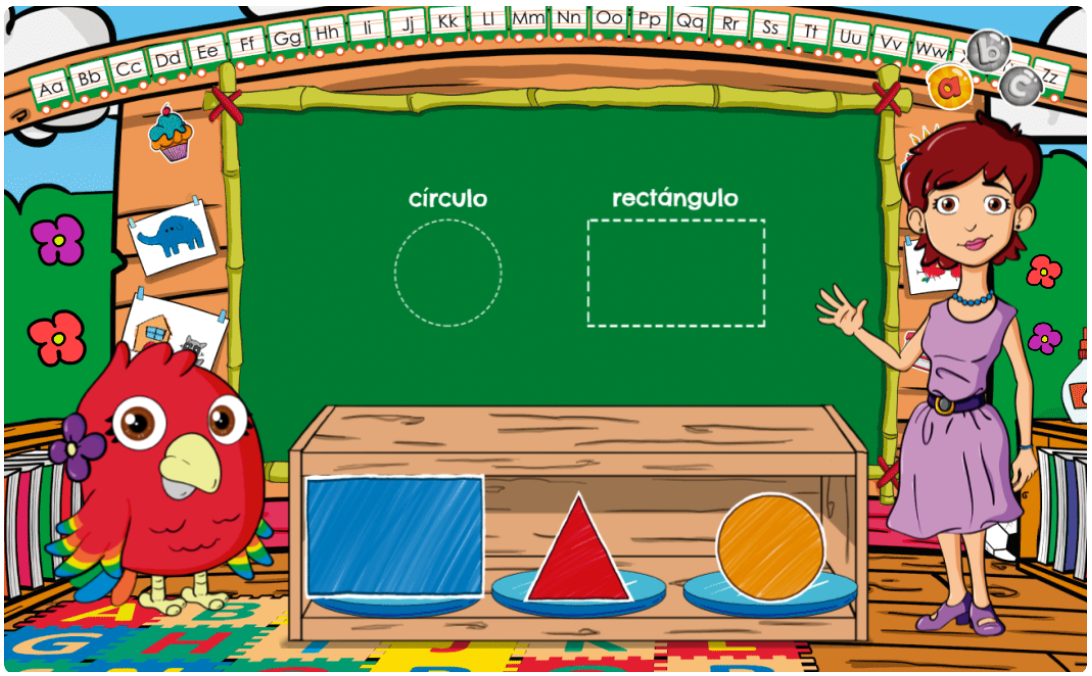 Aa Bb Cc Dd Ee Ff Gg Hh Ii Jj Kk Ll Mm Nn Oo Pp Qq Rr Ss Tt Uu Vv Ww Zz
b
a c
círculo rectángulo
A B
G H I J K L